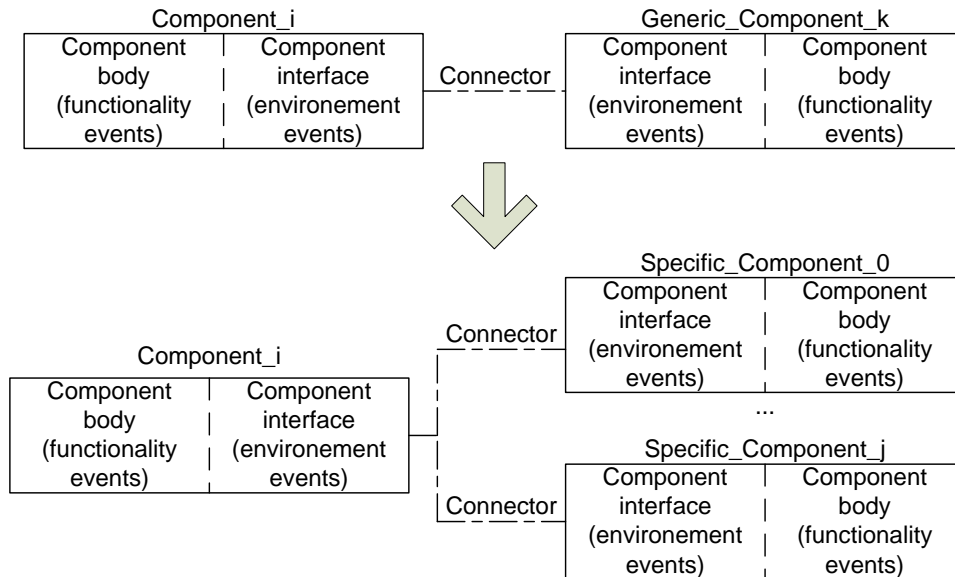 Component_i
Generic_Component_k
Component
body
(functionality
events)
Component
interface
(environement
events)
Connector
Component
interface
(environement
events)
Component
body
(functionality
events)
Specific_Component_0
Component
interface
(environement
events)
Component
body
(functionality
events)
Connector
Component_i
Component
body
(functionality
events)
Component
interface
(environement
events)
...
Specific_Component_j
Connector
Component
interface
(environement
events)
Component
body
(functionality
events)